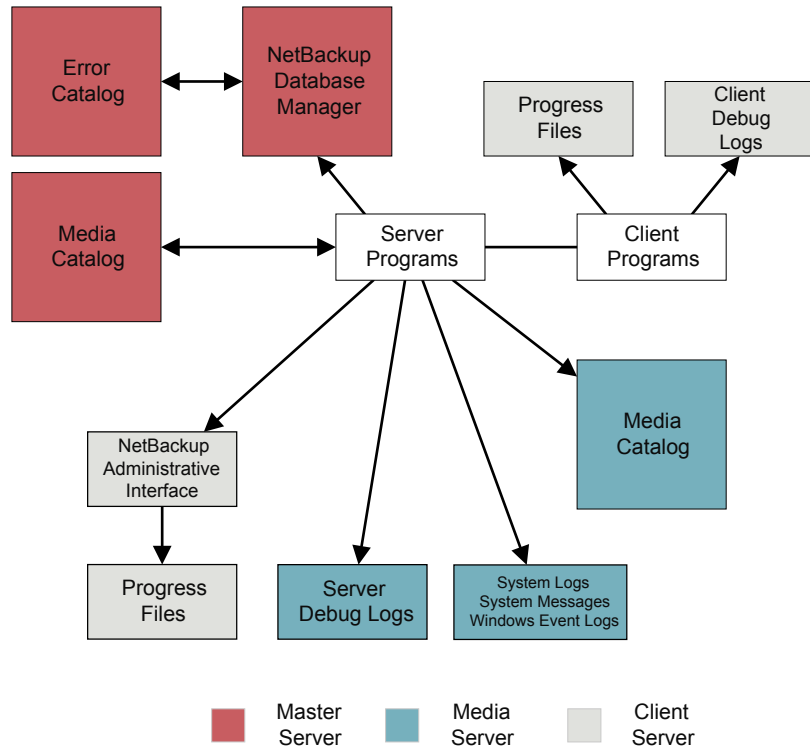 Error
Catalog
NetBackup
Database
Manager
Progress
Files
Client
Debug
Logs
Media
Catalog
Server
Programs
Client
Programs
Media
Catalog
NetBackup
Administrative
Interface
Progress
Files
Server
Debug Logs
System Logs
System Messages
Windows Event Logs
Master
Server
Media
Server
Client
Server